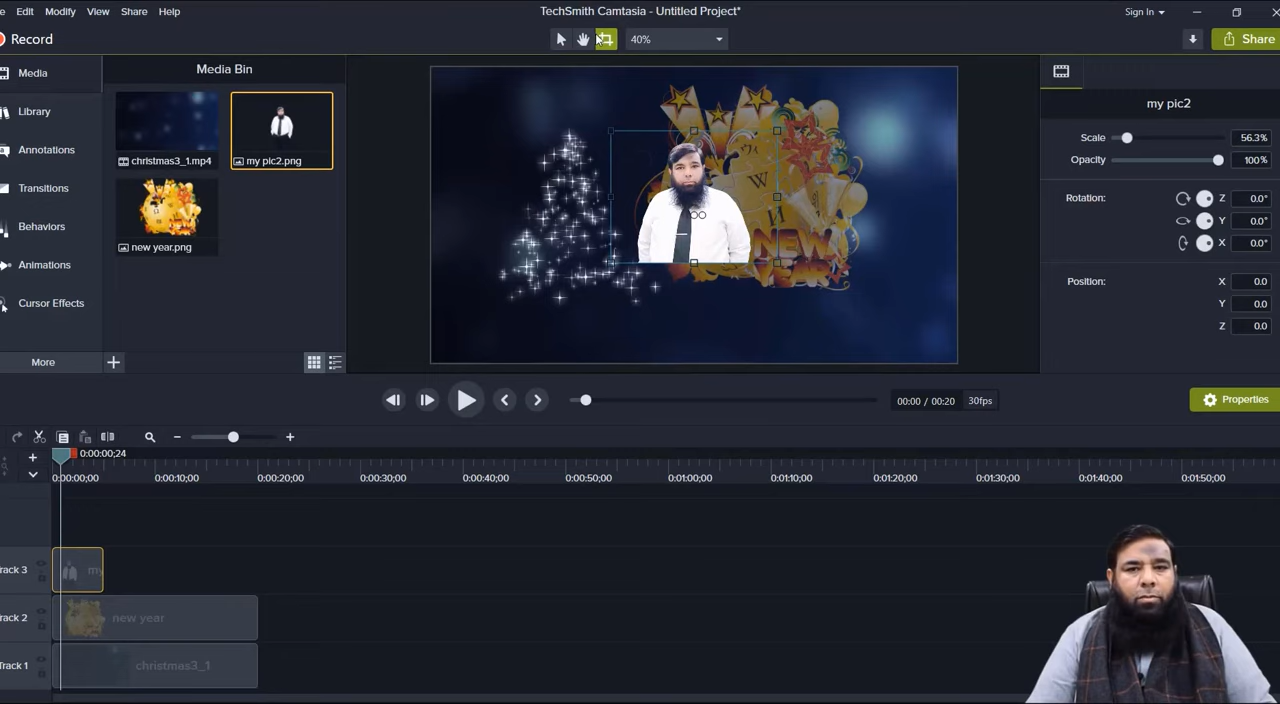 e Edit Modify View Share Help
TechSmith Camtasia - Untitled Project*
Sign In
Record
40%
Share
Media
Library
Annotations
Transitions
Behaviors
Animations
Cursor Effects
More
Media Bin
christmas3_1.mp4
my pic2.png
new year.png
NEW
YEAR
my pic2
Scale 56.3%
Opacity 100%
Rotation: Z 0.0°
Y 0.0°
X 0.0°
Position: X 0.0
Y 0.0
Z 0.0
00:00 / 00:20 30fps
Properties
0:00:00;24
0:00:00;00 0:00:10;00 0:00:20;00 0:00:30;00 0:00:40;00 0:00:50;00 0:01:00;00 0:01:10;00 0:01:20;00 0:01:30;00 0:01:40;00 0:01:50;00
rack 3 my
rack 2 new year
rack 1 christmas3_1